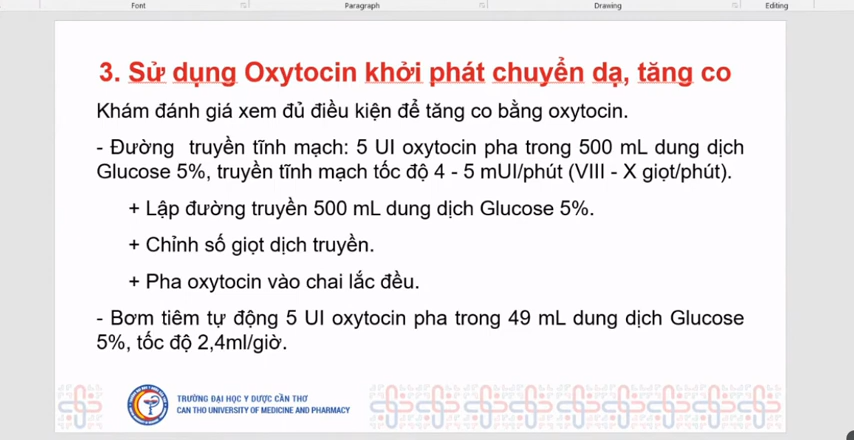 Font
Paragraph
Drawing
Editing
3. Sử dụng Oxytocin khởi phát chuyển dạ, tăng co
Khám đánh giá xem đủ điều kiện để tăng co bằng oxytocin.
- Đường truyền tĩnh mạch: 5 UI oxytocin pha trong 500 mL dung dịch
Glucose 5%, truyền tĩnh mạch tốc độ 4 - 5 mUI/phút (VIII - X giọt/phút).
+ Lập đường truyền 500 mL dung dịch Glucose 5%.
+ Chỉnh số giọt dịch truyền.
+ Pha oxytocin vào chai lắc đều.
- Bơm tiêm tự động 5 UI oxytocin pha trong 49 mL dung dịch Glucose
5%, tốc độ 2,4ml/giờ.
TRƯỜNG ĐẠI HỌC Y DƯỢC CẦN THƠ
CAN THO UNIVERSITY OF MEDICINE AND PHARMACY